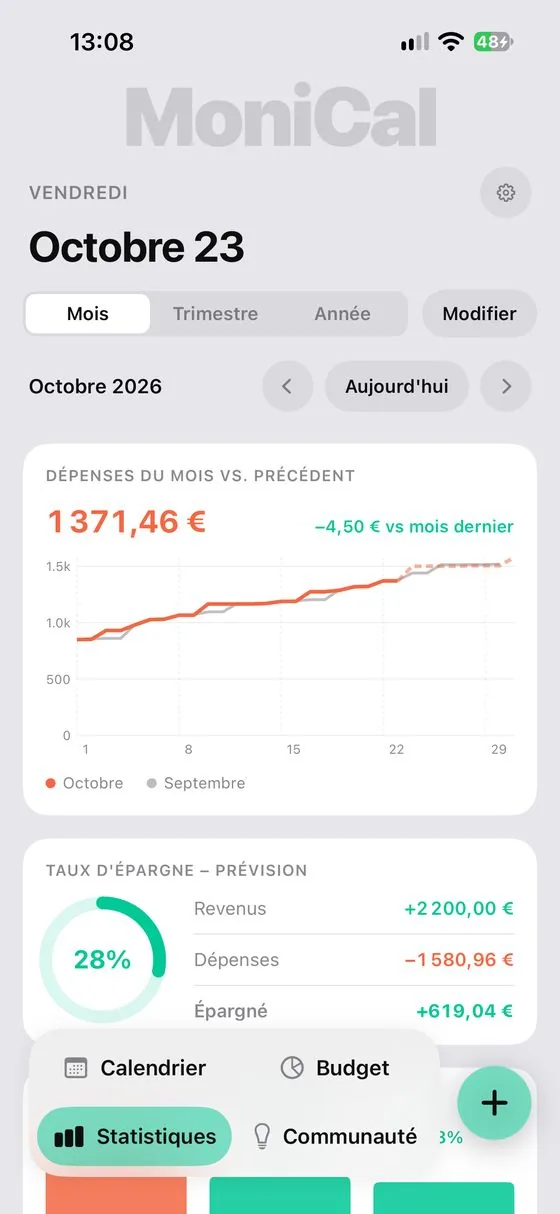 13:08
48
MoniCal
VENDREDI
Octobre 23
Mois Trimestre Année Modifier
Octobre 2026 Aujourd'hui
DÉPENSES DU MOIS VS. PRÉCÉDENT
1 371,46 € −4,50 € vs mois dernier
1.5k
1.0k
500
0
1 8 15 22 29
Octobre Septembre
TAUX D'ÉPARGNE – PRÉVISION
28%
Revenus +2 200,00 €
Dépenses −1 580,96 €
Épargné +619,04 €
Calendrier Budget
Statistiques Communauté
3%